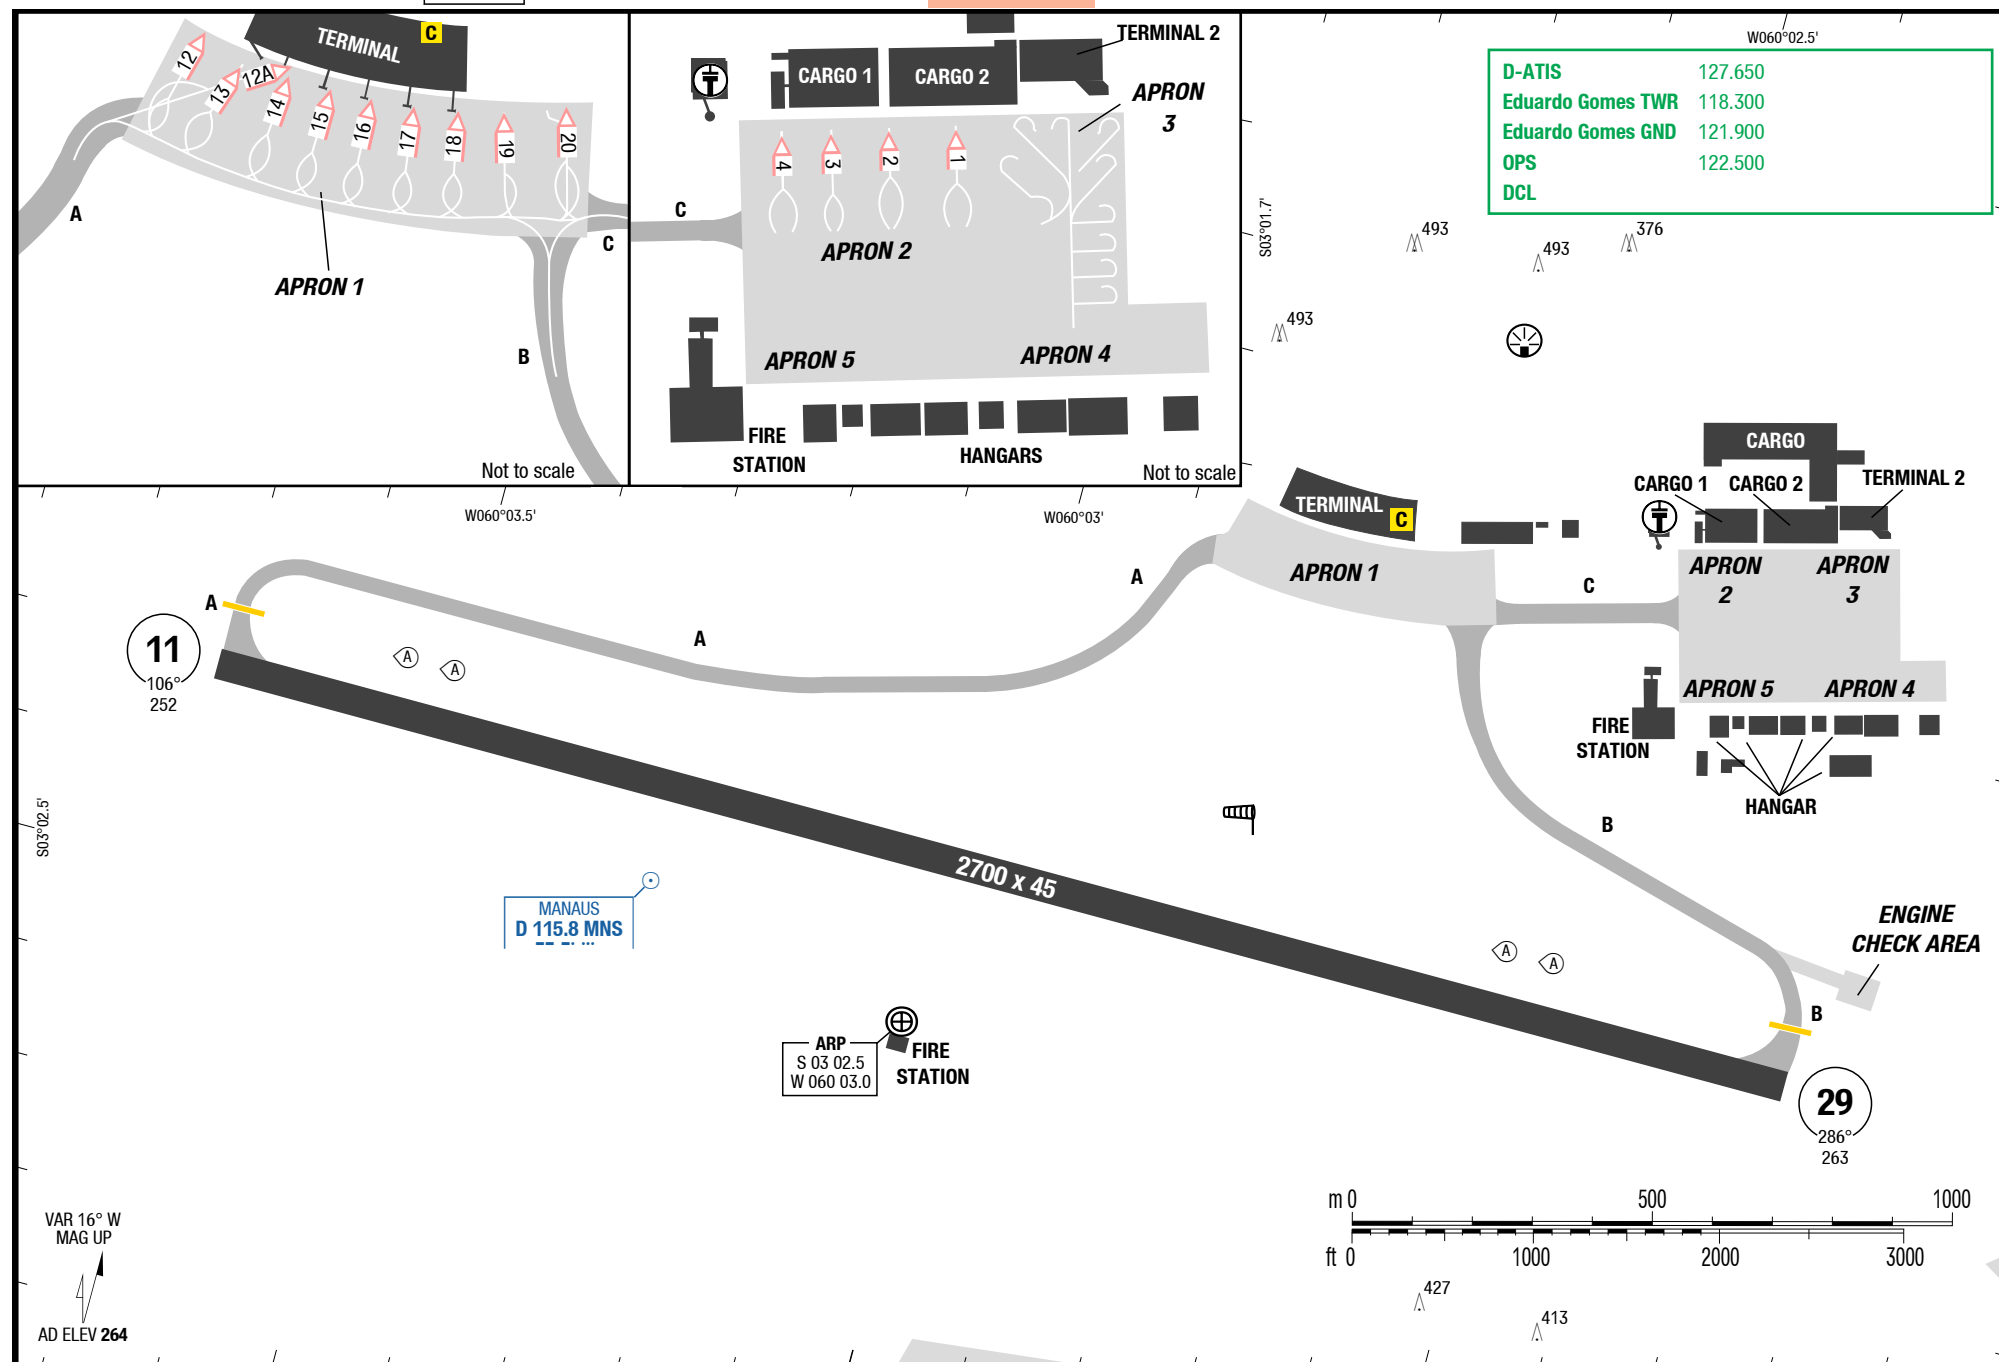 TERMINAL
C
12
12A
13
14
15
16
17
18
19
20
A
C
B
APRON 1
Not to scale
TERMINAL 2
CARGO 1
CARGO 2
APRON
3
4
3
2
1
C
APRON 2
APRON 5
APRON 4
FIRE
STATION
HANGARS
Not to scale
W060°02.5'
D-ATIS 127.650
Eduardo Gomes TWR 118.300
Eduardo Gomes GND 121.900
OPS 122.500
DCL
S03°01.7'
493
493
376
493
W060°03.5'
W060°03'
CARGO
CARGO 1
CARGO 2
TERMINAL 2
TERMINAL
C
APRON 1
A
C
APRON
2
APRON
3
A
A
11
106°
252
A
A
APRON 5
APRON 4
FIRE
STATION
HANGAR
S03°02.5'
B
2700 x 45
MANAUS
D 115.8 MNS
ENGINE
CHECK AREA
A
A
B
ARP
S 03 02.5
W 060 03.0
FIRE
STATION
29
286°
263
m 0 500 1000
ft 0 1000 2000 3000
VAR 16° W
MAG UP
AD ELEV 264
427
413